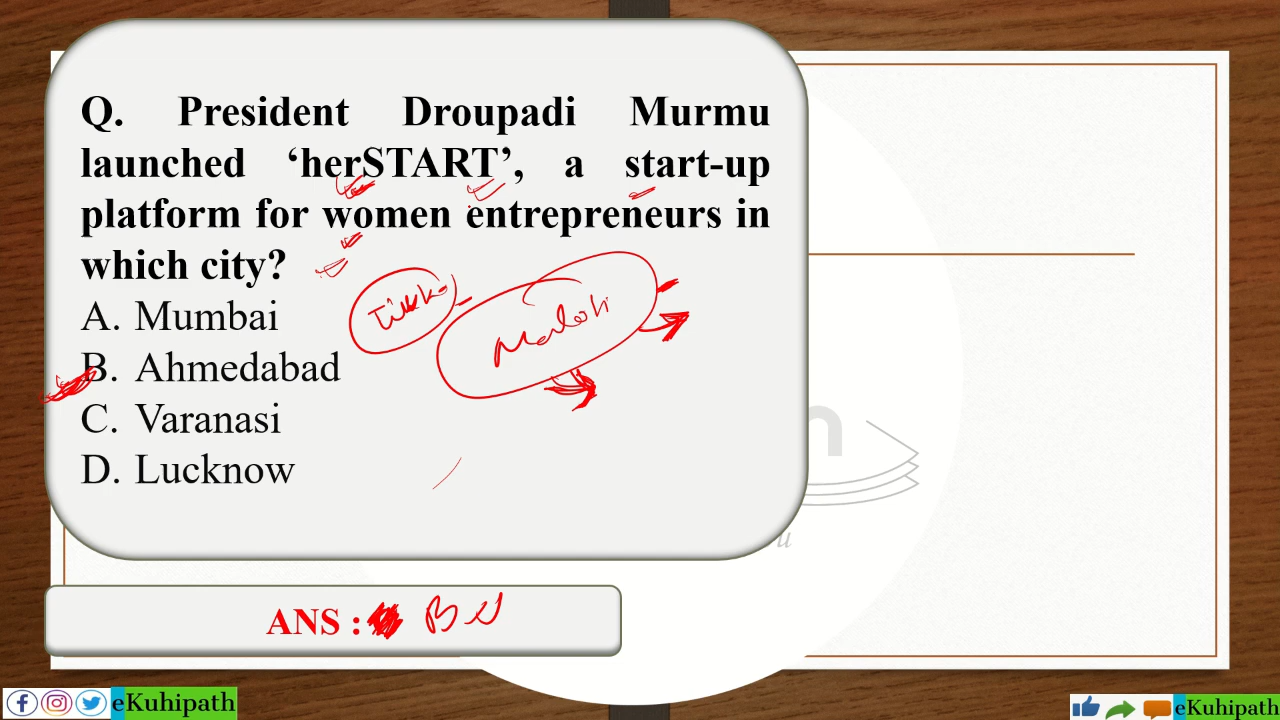 Q. President Droupadi Murmu
launched ‘herSTART’, a start-up
platform for women entrepreneurs in
which city?
A. Mumbai
B. Ahmedabad
C. Varanasi
D. Lucknow
ANS : B
eKuhipath
eKuhipath